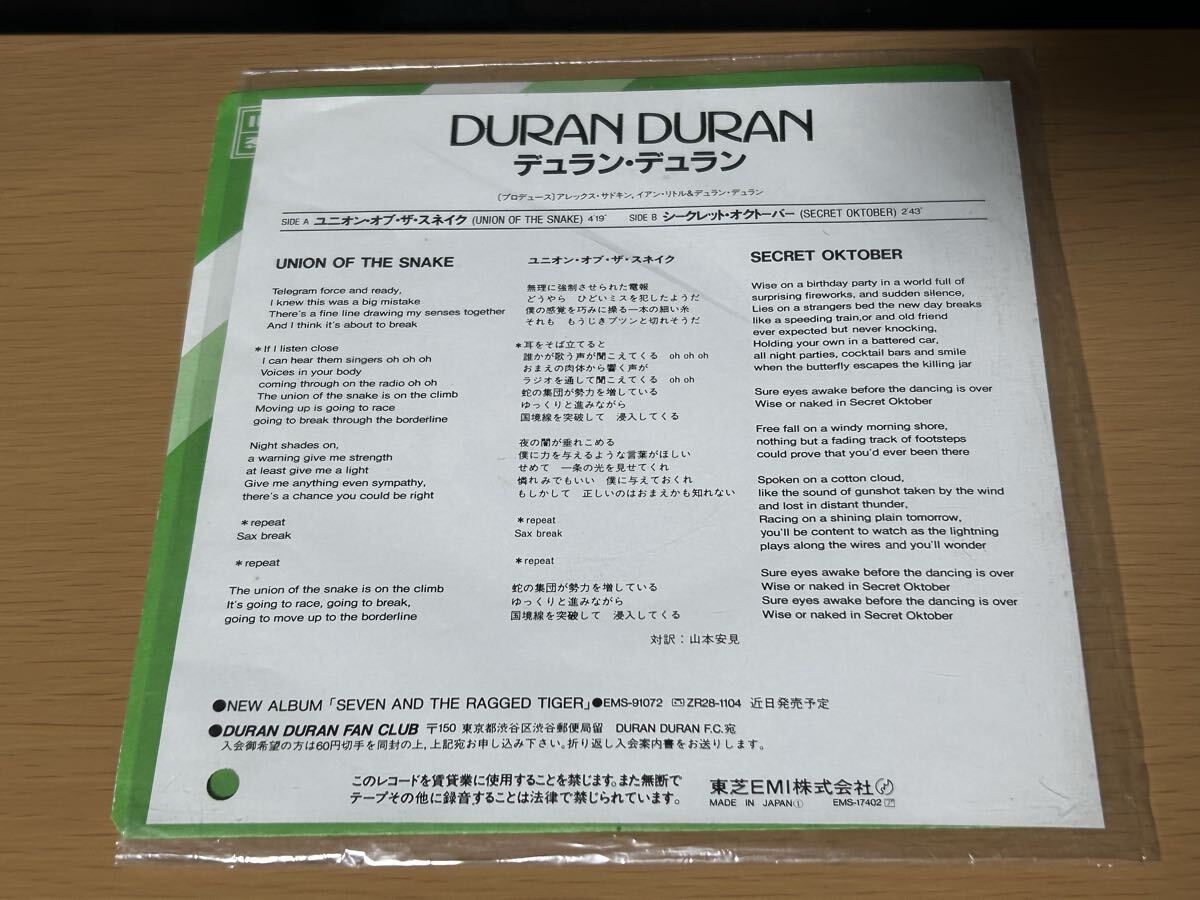 DURAN DURAN
デュラン・デュラン
〔プロデュース〕アレックス・サドキン, イアン・リトル&デュラン・デュラン
SIDE A ユニオン・オブ・ザ・スネイク (UNION OF THE SNAKE) 4'19" SIDE B シークレット・オクトーバー (SECRET OKTOBER) 2'43"
UNION OF THE SNAKE
Telegram force and ready,
I knew this was a big mistake
There's a fine line drawing my senses together
And I think it's about to break
*If I listen close
I can hear them singers oh oh oh
Voices in your body
coming through on the radio oh oh
The union of the snake is on the climb
Moving up is going to race
going to break through the borderline
Night shades on,
a warning give me strength
at least give me a light
Give me anything even sympathy,
there's a chance you could be right
*repeat
Sax break
*repeat
The union of the snake is on the climb
It's going to race, going to break,
going to move up to the borderline
ユニオン・オブ・ザ・スネイク
無理に強制させられた電報
どうやら ひどいミスを犯したようだ
僕の感覚を巧みに操る一本の細い糸
それも もうじきプツンと切れそうだ
*耳をそば立てると
誰かが歌う声が聞こえてくる oh oh oh
おまえの肉体から響く声が
ラジオを通して聞こえてくる oh oh
蛇の集団が勢力を増している
ゆっくりと進みながら
国境線を突破して 浸入してくる
夜の闇が垂れこめる
僕に力を与えるような言葉がほしい
せめて 一条の光を見せてくれ
憐れみでもいい 僕に与えておくれ
もしかして 正しいのはおまえかも知れない
*repeat
Sax break
*repeat
蛇の集団が勢力を増している
ゆっくりと進みながら
国境線を突破して 浸入してくる
対訳：山本安見
SECRET OKTOBER
Wise on a birthday party in a world full of
surprising fireworks, and sudden silence,
Lies on a strangers bed the new day breaks
like a speeding train,or and old friend
ever expected but never knocking,
Holding your own in a battered car,
all night parties, cocktail bars and smile
when the butterfly escapes the killing jar
Sure eyes awake before the dancing is over
Wise or naked in Secret Oktober
Free fall on a windy morning shore,
nothing but a fading track of footsteps
could prove that you'd ever been there
Spoken on a cotton cloud,
like the sound of gunshot taken by the wind
and lost in distant thunder,
Racing on a shining plain tomorrow,
you'll be content to watch as the lightning
plays along the wires and you'll wonder
Sure eyes awake before the dancing is over
Wise or naked in Secret Oktober
Sure eyes awake before the dancing is over
Wise or naked in Secret Oktober
●NEW ALBUM「SEVEN AND THE RAGGED TIGER」●EMS-91072 ZR28-1104 近日発売予定
●DURAN DURAN FAN CLUB 〒150 東京都渋谷区渋谷郵便局留 DURAN DURAN F.C.宛
入会御希望の方は60円切手を同封の上,上記宛お申し込み下さい。折り返し入会案内書をお送りします。
このレコードを賃貸業に使用することを禁じます。また無断で
テープその他に録音することは法律で禁じられています。
東芝EMI株式会社
MADE IN JAPAN① EMS-17402